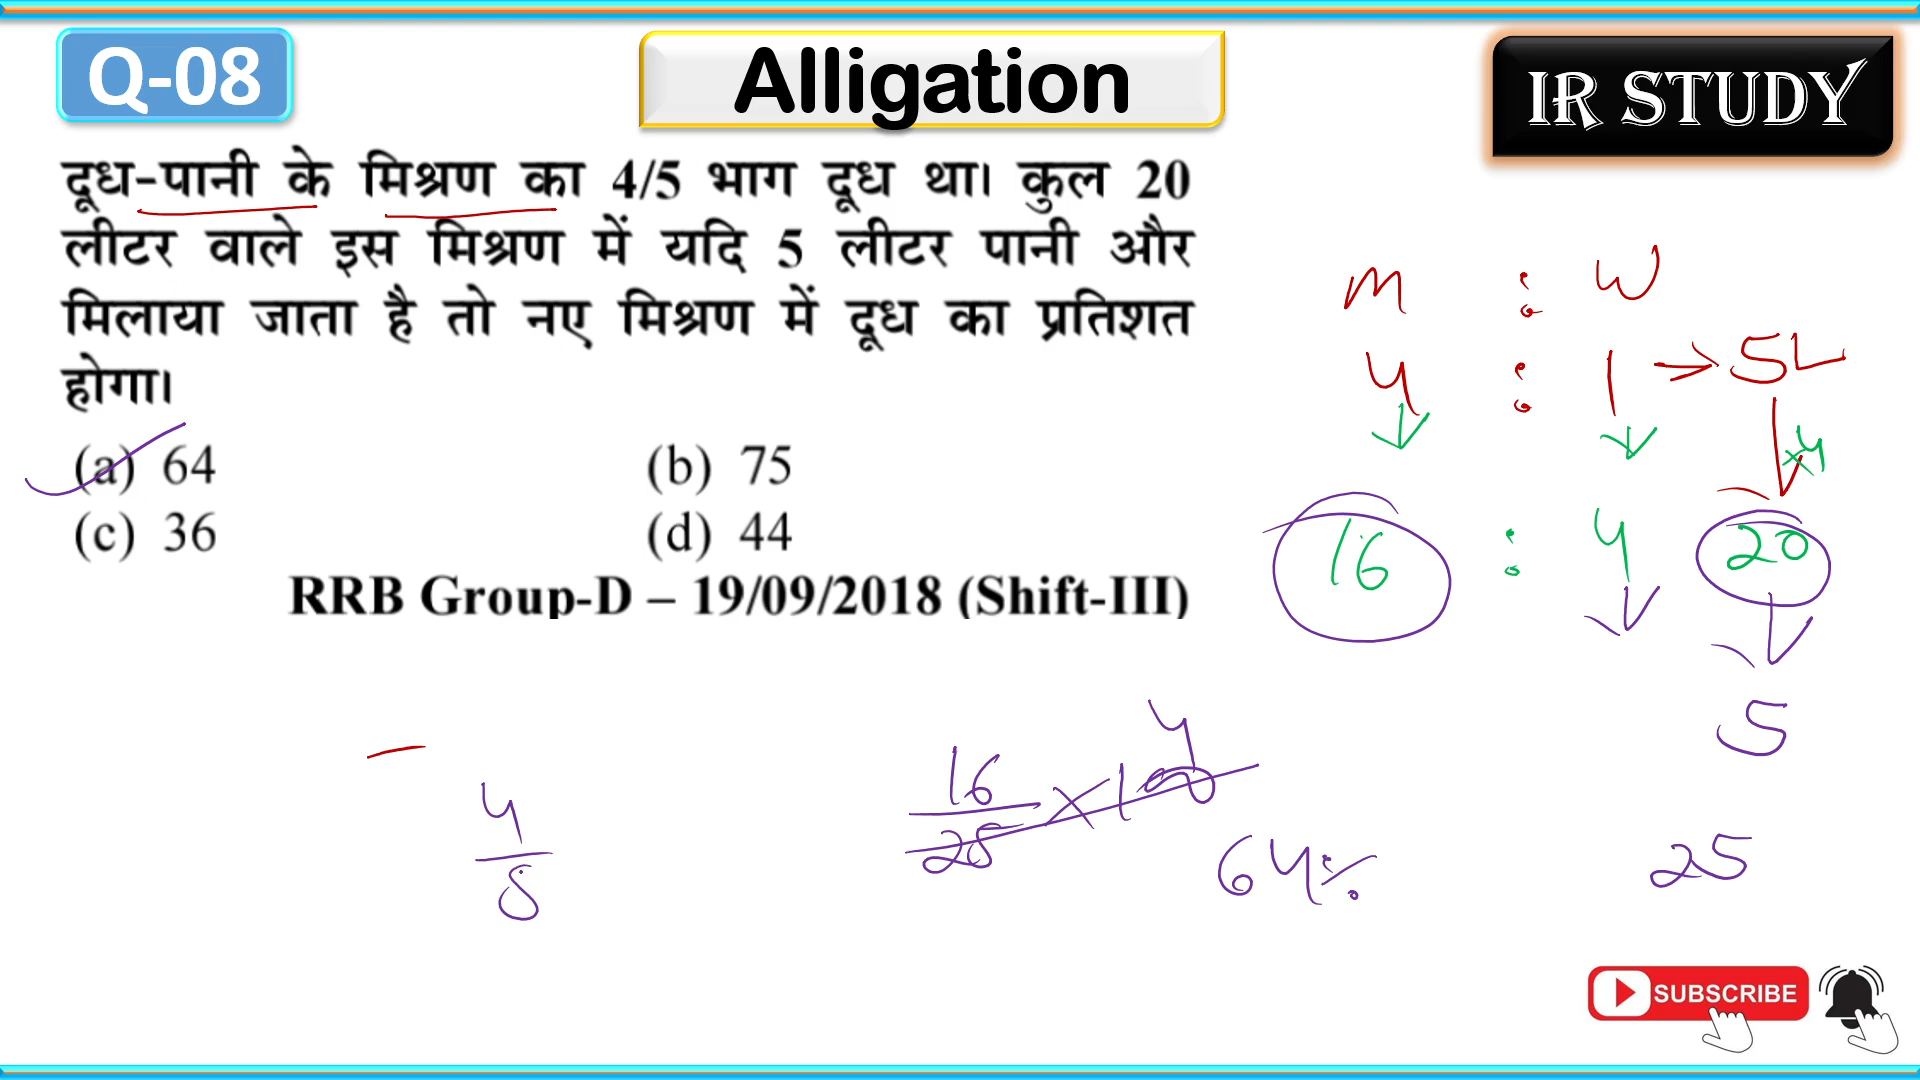 Q-08
Alligation
IR STUDY
दूध-पानी के मिश्रण का 4/5 भाग दूध था। कुल 20
लीटर वाले इस मिश्रण में यदि 5 लीटर पानी और
मिलाया जाता है तो नए मिश्रण में दूध का प्रतिशत
होगा।
(a) 64 (b) 75
(c) 36 (d) 44
RRB Group-D – 19/09/2018 (Shift-III)
M : W
4 : 1 → 5L
×4
16 : 4 20
5
4
16 × 100
4
25
5
64%
25
SUBSCRIBE